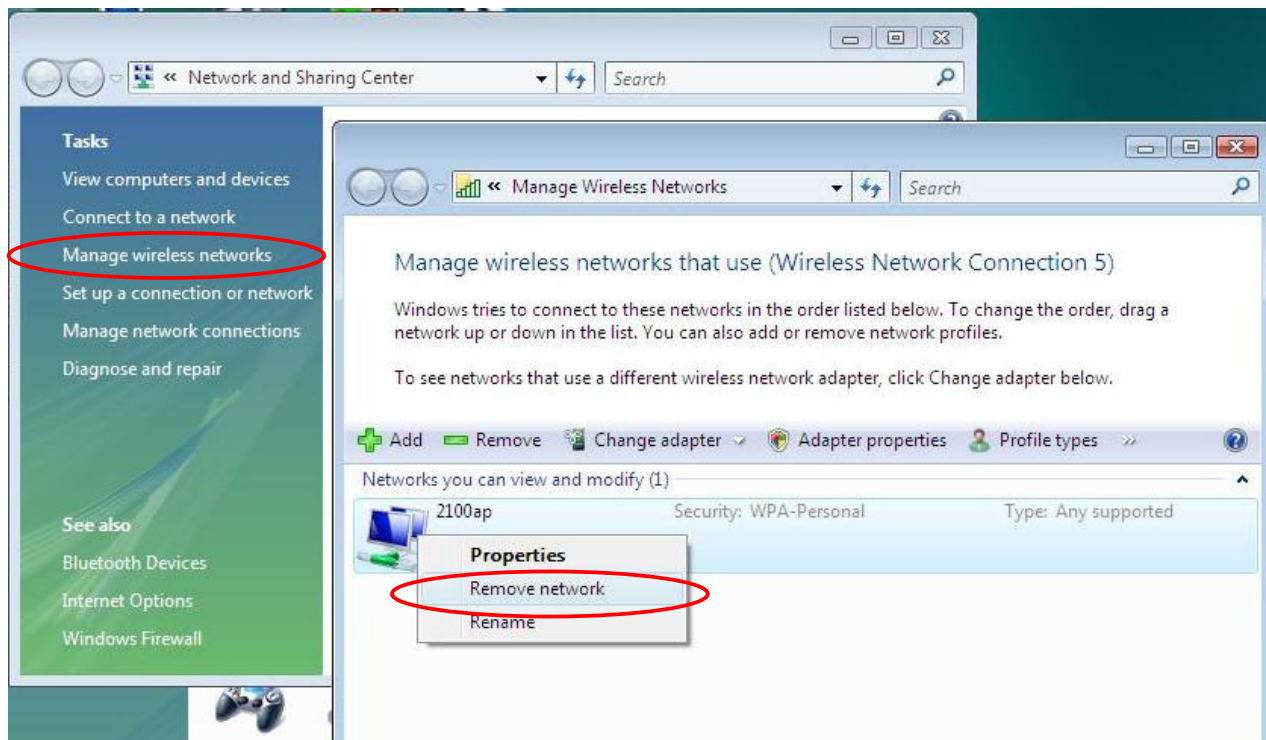 « Network and Sharing Center
Search
Tasks
View computers and devices
Connect to a network
Manage wireless networks
Set up a connection or network
Manage network connections
Diagnose and repair
See also
Bluetooth Devices
Internet Options
Windows Firewall
« Manage Wireless Networks
Search
Manage wireless networks that use (Wireless Network Connection 5)
Windows tries to connect to these networks in the order listed below. To change the order, drag a
network up or down in the list. You can also add or remove network profiles.
To see networks that use a different wireless network adapter, click Change adapter below.
Add Remove Change adapter Adapter properties Profile types »
Networks you can view and modify (1)
2100ap Security: WPA-Personal Type: Any supported
Properties
Remove network
Rename